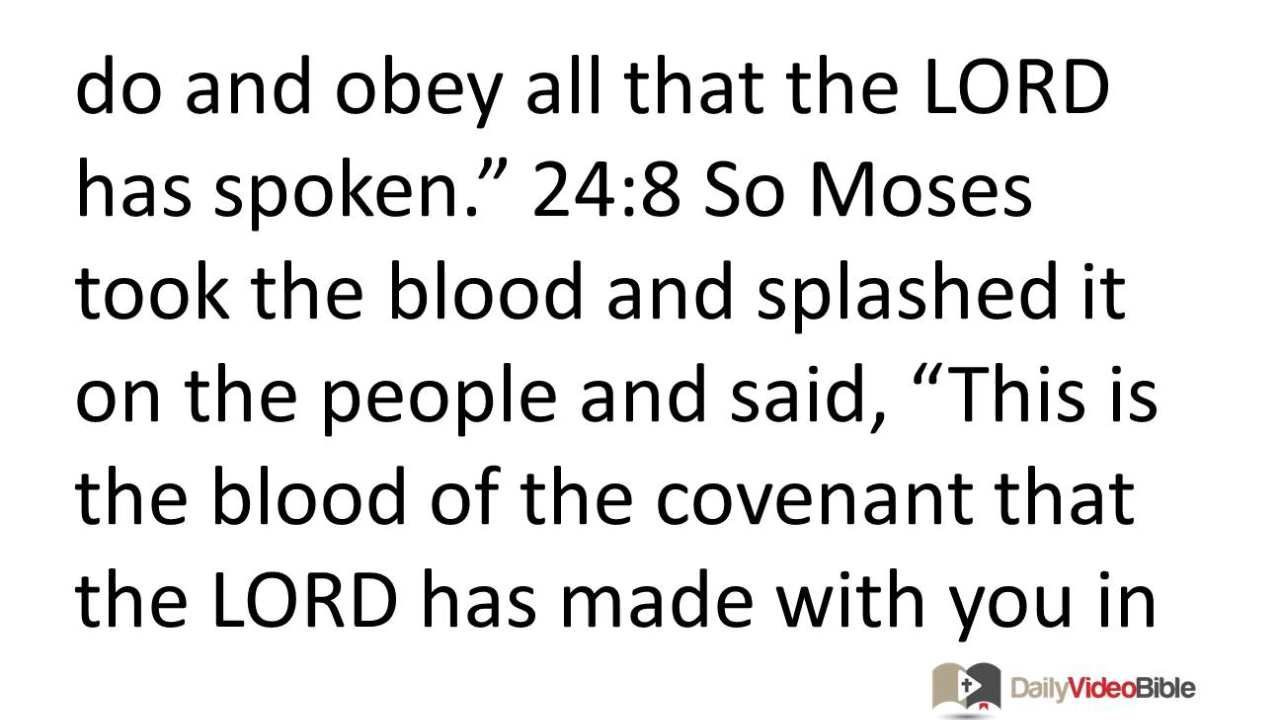 do and obey all that the LORD
has spoken.” 24:8 So Moses
took the blood and splashed it
on the people and said, “This is
the blood of the covenant that
the LORD has made with you in
DailyVideoBible